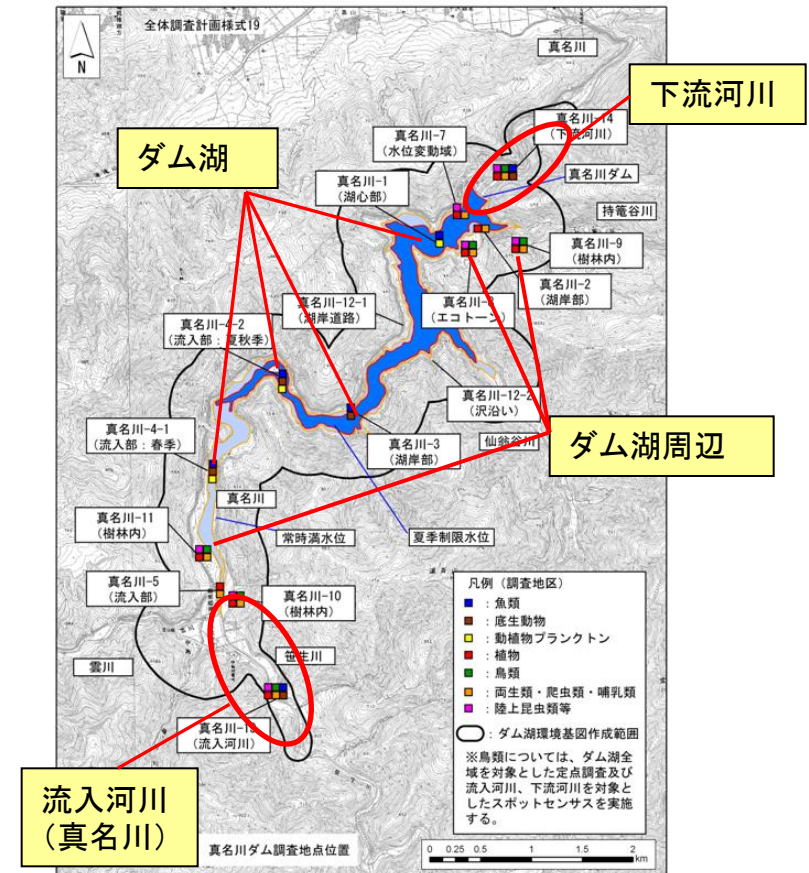 全体調査計画様式19
N
真名川
下流河川
真名川-14
(下流河川)
真名川-7
(水位変動域)
ダム湖
真名川ダム
真名川-1
(湖心部)
持篭谷川
真名川-9
(樹林内)
真名川-2
(湖岸部)
真名川-8
(エコトーン)
真名川-12-1
(湖岸道路)
真名川-4-2
(流入部:夏秋季)
真名川-12-2
(沢沿い)
真名川-4-1
(流入部:春季)
真名川-3
(湖岸部)
仙翁谷川
ダム湖周辺
真名川
真名川-11
(樹林内)
常時満水位
夏季制限水位
真名川-5
(流入部)
真名川-10
(樹林内)
雲川
笹生川
真名川-13
(流入河川)
流入河川
(真名川)
凡例(調査地区)
:魚類
:底生動物
:動植物プランクトン
:植物
:鳥類
:両生類・爬虫類・哺乳類
:陸上昆虫類等
:ダム湖環境基図作成範囲
※鳥類については、ダム湖全
域を対象とした定点調査及び
流入河川、下流河川を対象と
したスポットセンサスを実施
する。
真名川ダム調査地点位置
0 0.25 0.5 1 1.5 2
km